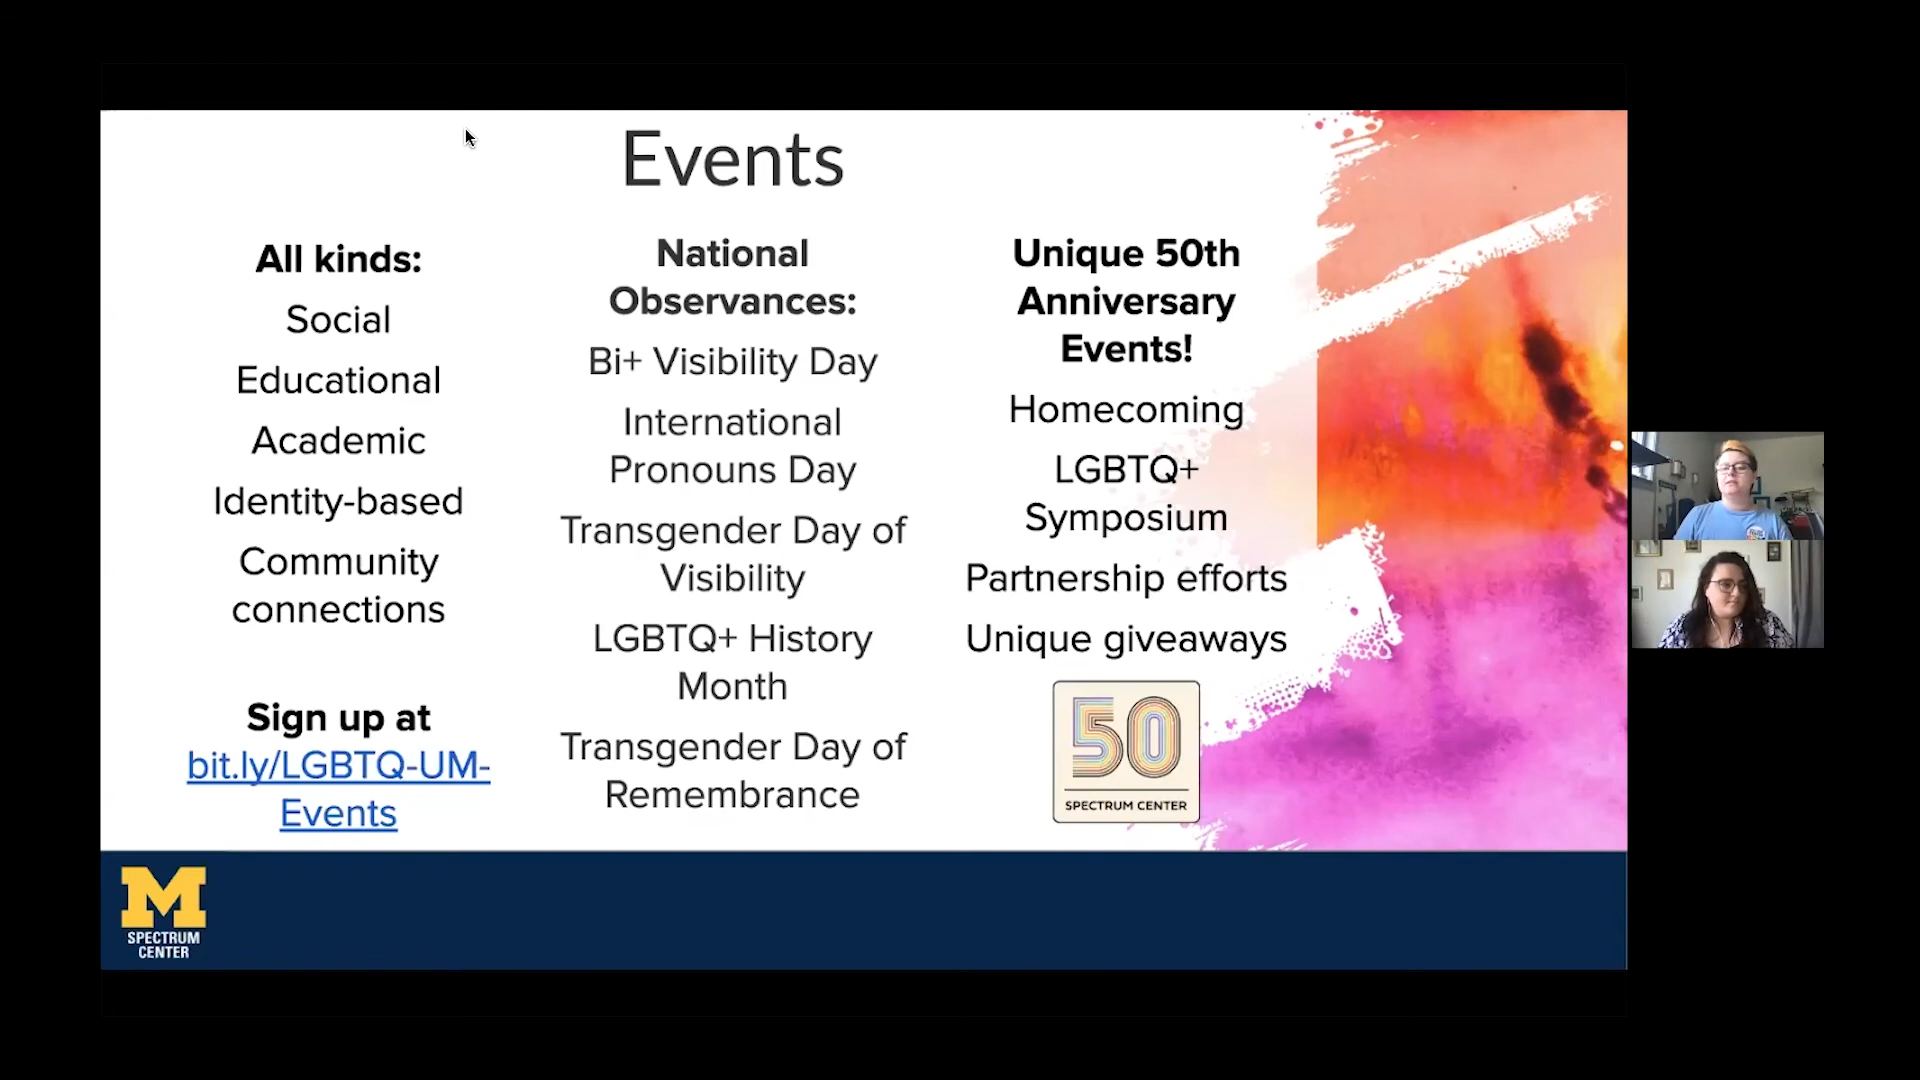 Events
All kinds:
Social
Educational
Academic
Identity-based
Community
connections
Sign up at
bit.ly/LGBTQ-UM-
Events
National
Observances:
Bi+ Visibility Day
International
Pronouns Day
Transgender Day of
Visibility
LGBTQ+ History
Month
Transgender Day of
Remembrance
Unique 50th
Anniversary
Events!
Homecoming
LGBTQ+
Symposium
Partnership efforts
Unique giveaways
50
SPECTRUM CENTER
M
SPECTRUM
CENTER